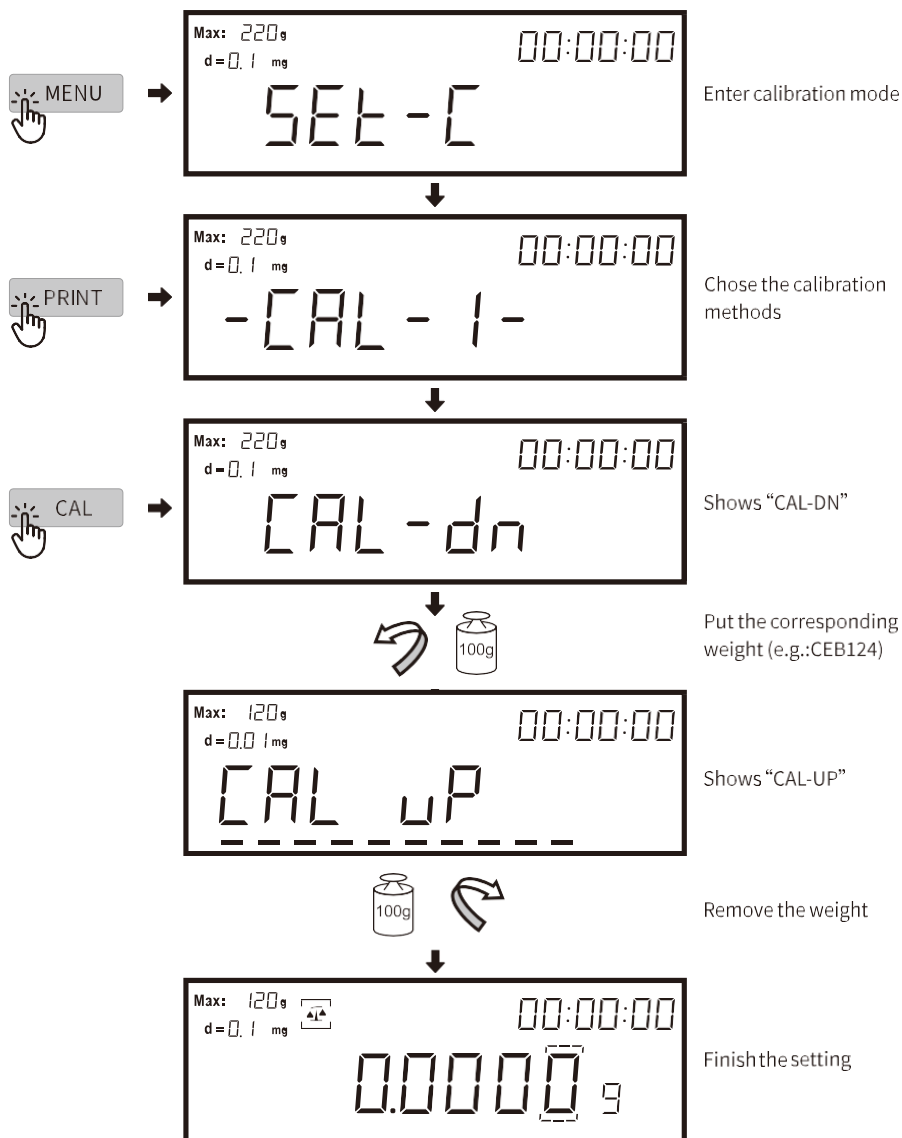 Max: 220g
d=0.1 mg
00:00:00
MENU
SEt-C
Enter calibration mode
Max: 220g
d=0.1 mg
00:00:00
PRINT
-CAL-1-
Chose the calibration
methods
Max: 220g
d=0.1 mg
00:00:00
CAL
CAL-dn
Shows “CAL-DN”
100g
Put the corresponding
weight (e.g.:CEB124)
Max: 120g
d=0.01mg
00:00:00
CAL uP
Shows “CAL-UP”
100g
Remove the weight
Max: 120g
d=0.1 mg
00:00:00
0.0000 g
Finish the setting